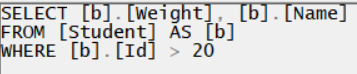 SELECT [b].[Weight], [b].[Name]
FROM [Student] AS [b]
WHERE [b].[Id] > 20